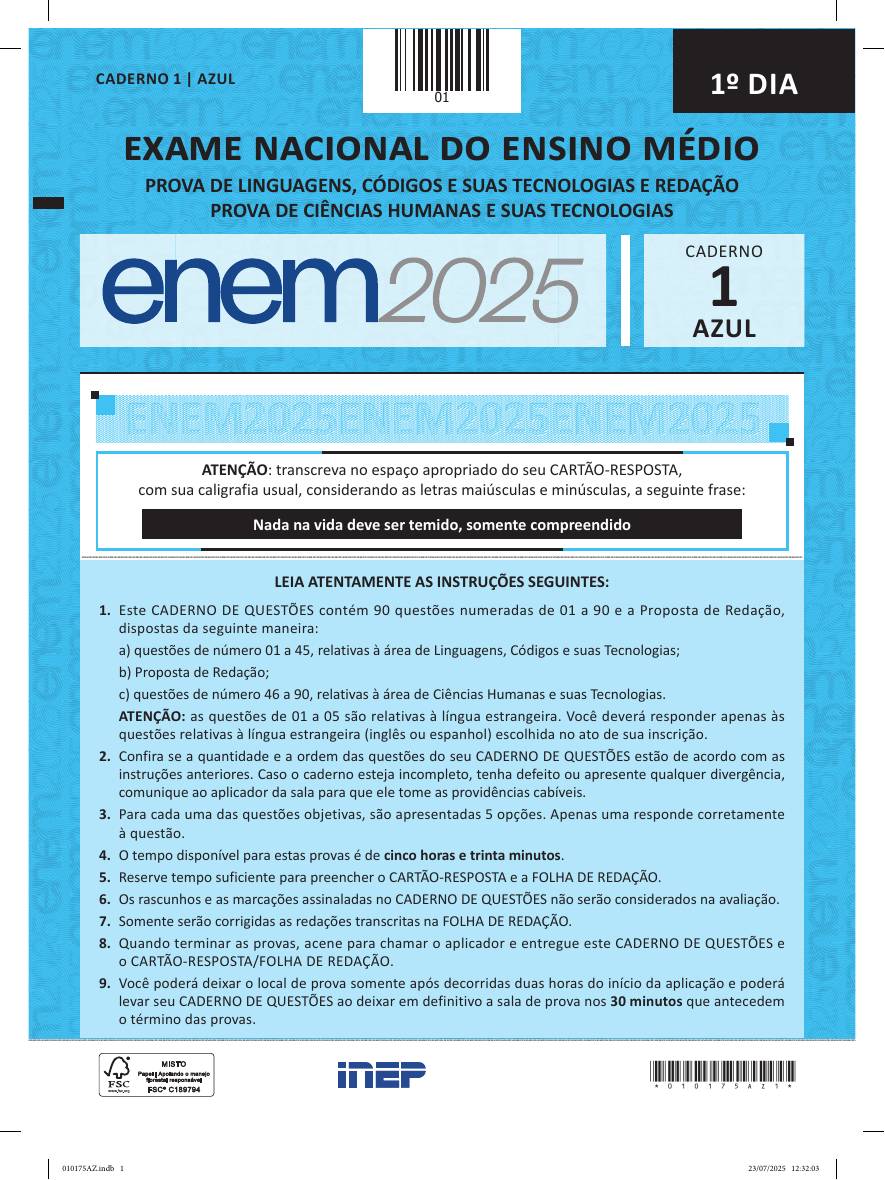 CADERNO 1 | AZUL
01
1º DIA
EXAME NACIONAL DO ENSINO MÉDIO
PROVA DE LINGUAGENS, CÓDIGOS E SUAS TECNOLOGIAS E REDAÇÃO
PROVA DE CIÊNCIAS HUMANAS E SUAS TECNOLOGIAS
enem2025
CADERNO
1
AZUL
ENEM2025ENEM2025ENEM2025
ATENÇÃO: transcreva no espaço apropriado do seu CARTÃO-RESPOSTA,
com sua caligrafia usual, considerando as letras maiúsculas e minúsculas, a seguinte frase:
Nada na vida deve ser temido, somente compreendido
LEIA ATENTAMENTE AS INSTRUÇÕES SEGUINTES:
1. Este CADERNO DE QUESTÕES contém 90 questões numeradas de 01 a 90 e a Proposta de Redação,
dispostas da seguinte maneira:
a) questões de número 01 a 45, relativas à área de Linguagens, Códigos e suas Tecnologias;
b) Proposta de Redação;
c) questões de número 46 a 90, relativas à área de Ciências Humanas e suas Tecnologias.
ATENÇÃO: as questões de 01 a 05 são relativas à língua estrangeira. Você deverá responder apenas às
questões relativas à língua estrangeira (inglês ou espanhol) escolhida no ato de sua inscrição.
2. Confira se a quantidade e a ordem das questões do seu CADERNO DE QUESTÕES estão de acordo com as
instruções anteriores. Caso o caderno esteja incompleto, tenha defeito ou apresente qualquer divergência,
comunique ao aplicador da sala para que ele tome as providências cabíveis.
3. Para cada uma das questões objetivas, são apresentadas 5 opções. Apenas uma responde corretamente
à questão.
4. O tempo disponível para estas provas é de cinco horas e trinta minutos.
5. Reserve tempo suficiente para preencher o CARTÃO-RESPOSTA e a FOLHA DE REDAÇÃO.
6. Os rascunhos e as marcações assinaladas no CADERNO DE QUESTÕES não serão considerados na avaliação.
7. Somente serão corrigidas as redações transcritas na FOLHA DE REDAÇÃO.
8. Quando terminar as provas, acene para chamar o aplicador e entregue este CADERNO DE QUESTÕES e
o CARTÃO-RESPOSTA/FOLHA DE REDAÇÃO.
9. Você poderá deixar o local de prova somente após decorridas duas horas do início da aplicação e poderá
levar seu CADERNO DE QUESTÕES ao deixar em definitivo a sala de prova nos 30 minutos que antecedem
o término das provas.
FSC
www.fsc.org
MISTO
Papel | Apoiando o manejo
florestal responsável
FSC® C189794
INEP
*010175AZ1*
010175AZ.indb 1
23/07/2025 12:32:03